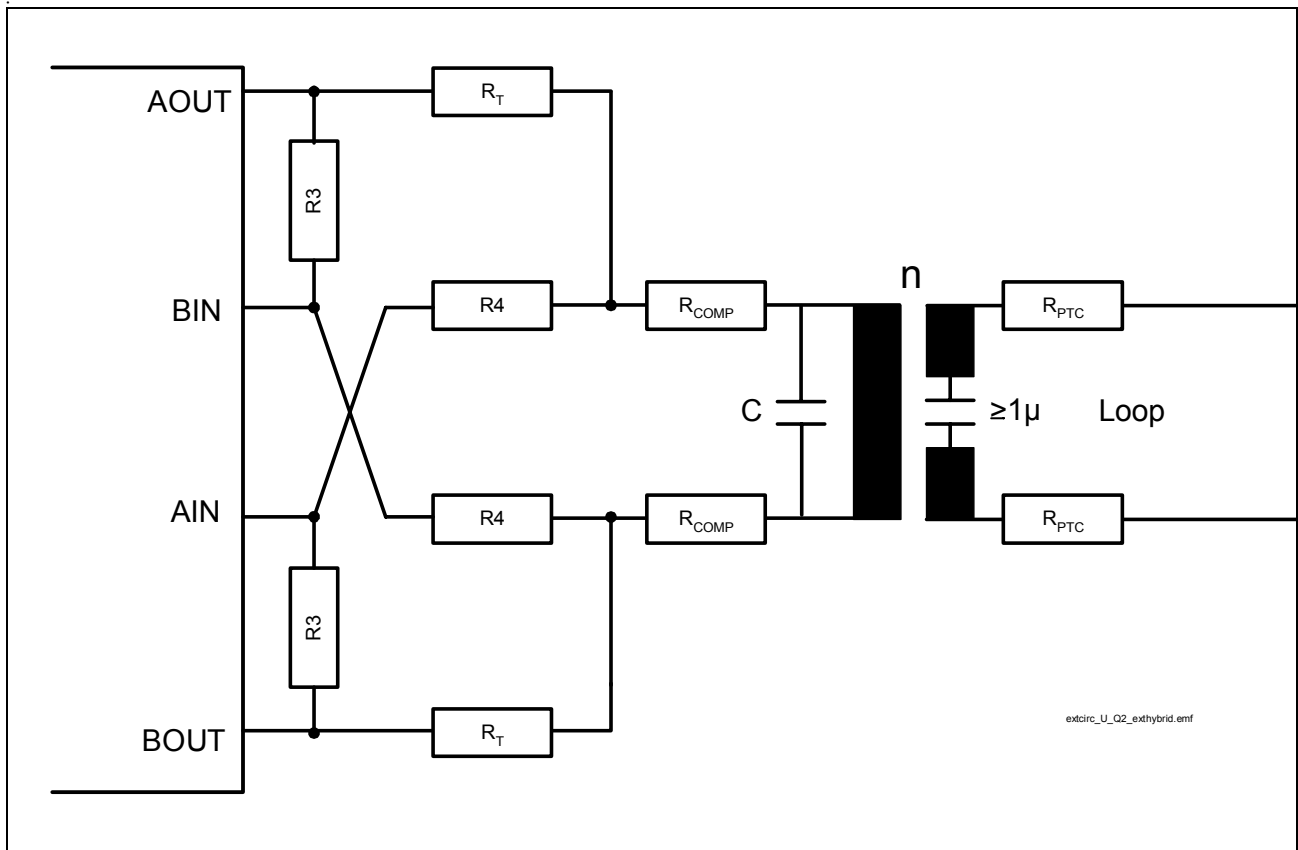 AOUT
R_T
R3
BIN
R4
R_COMP
n
R_PTC
C
≥1µ
Loop
AIN
R4
R_COMP
R_PTC
R3
BOUT
R_T
extcirc_U_Q2_exthybrid.emf